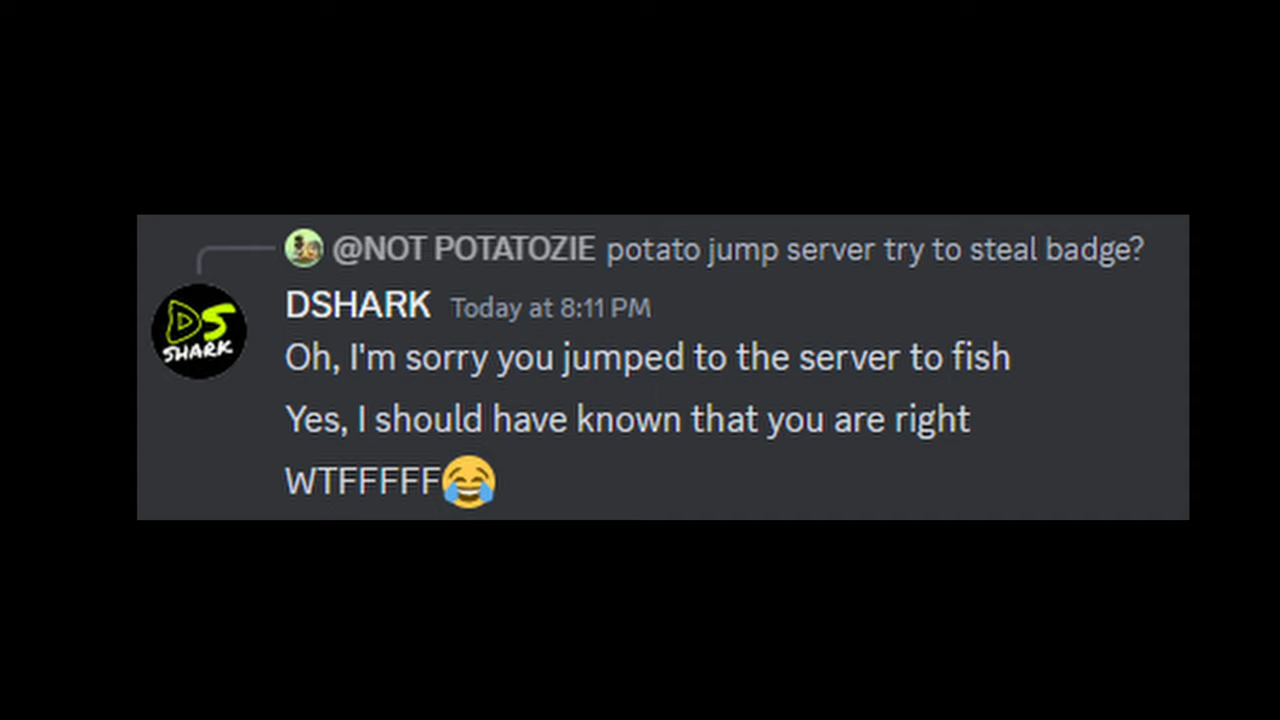 @NOT POTATOZIE potato jump server try to steal badge?
DSHARK Today at 8:11 PM
DS
SHARK
Oh, I'm sorry you jumped to the server to fish
Yes, I should have known that you are right
WTFFFFF😂